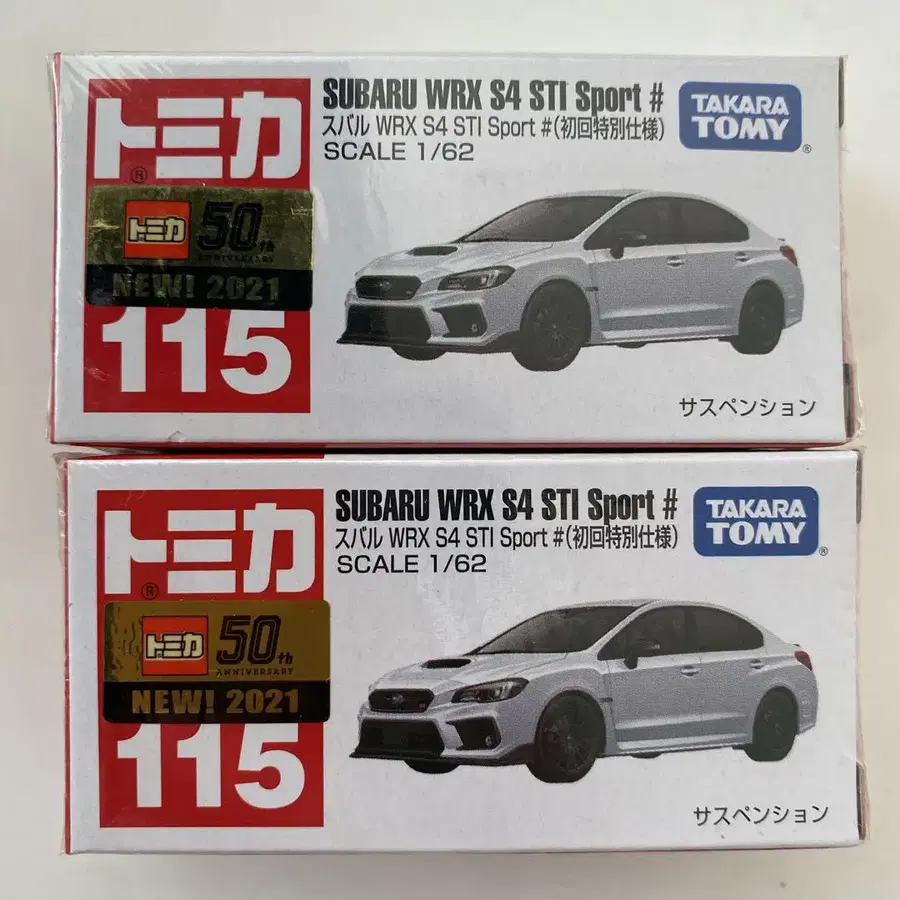 SUBARU WRX S4 STI Sport #
スバル WRX S4 STI Sport #(初回特別仕様)
SCALE 1/62
TAKARA
TOMY
®
トミカ
®
トミカ
50th
ANNIVERSARY
NEW! 2021
115
サスペンション
SUBARU WRX S4 STI Sport #
スバル WRX S4 STI Sport #(初回特別仕様)
SCALE 1/62
TAKARA
TOMY
®
トミカ
®
トミカ
50th
ANNIVERSARY
NEW! 2021
115
サスペンション